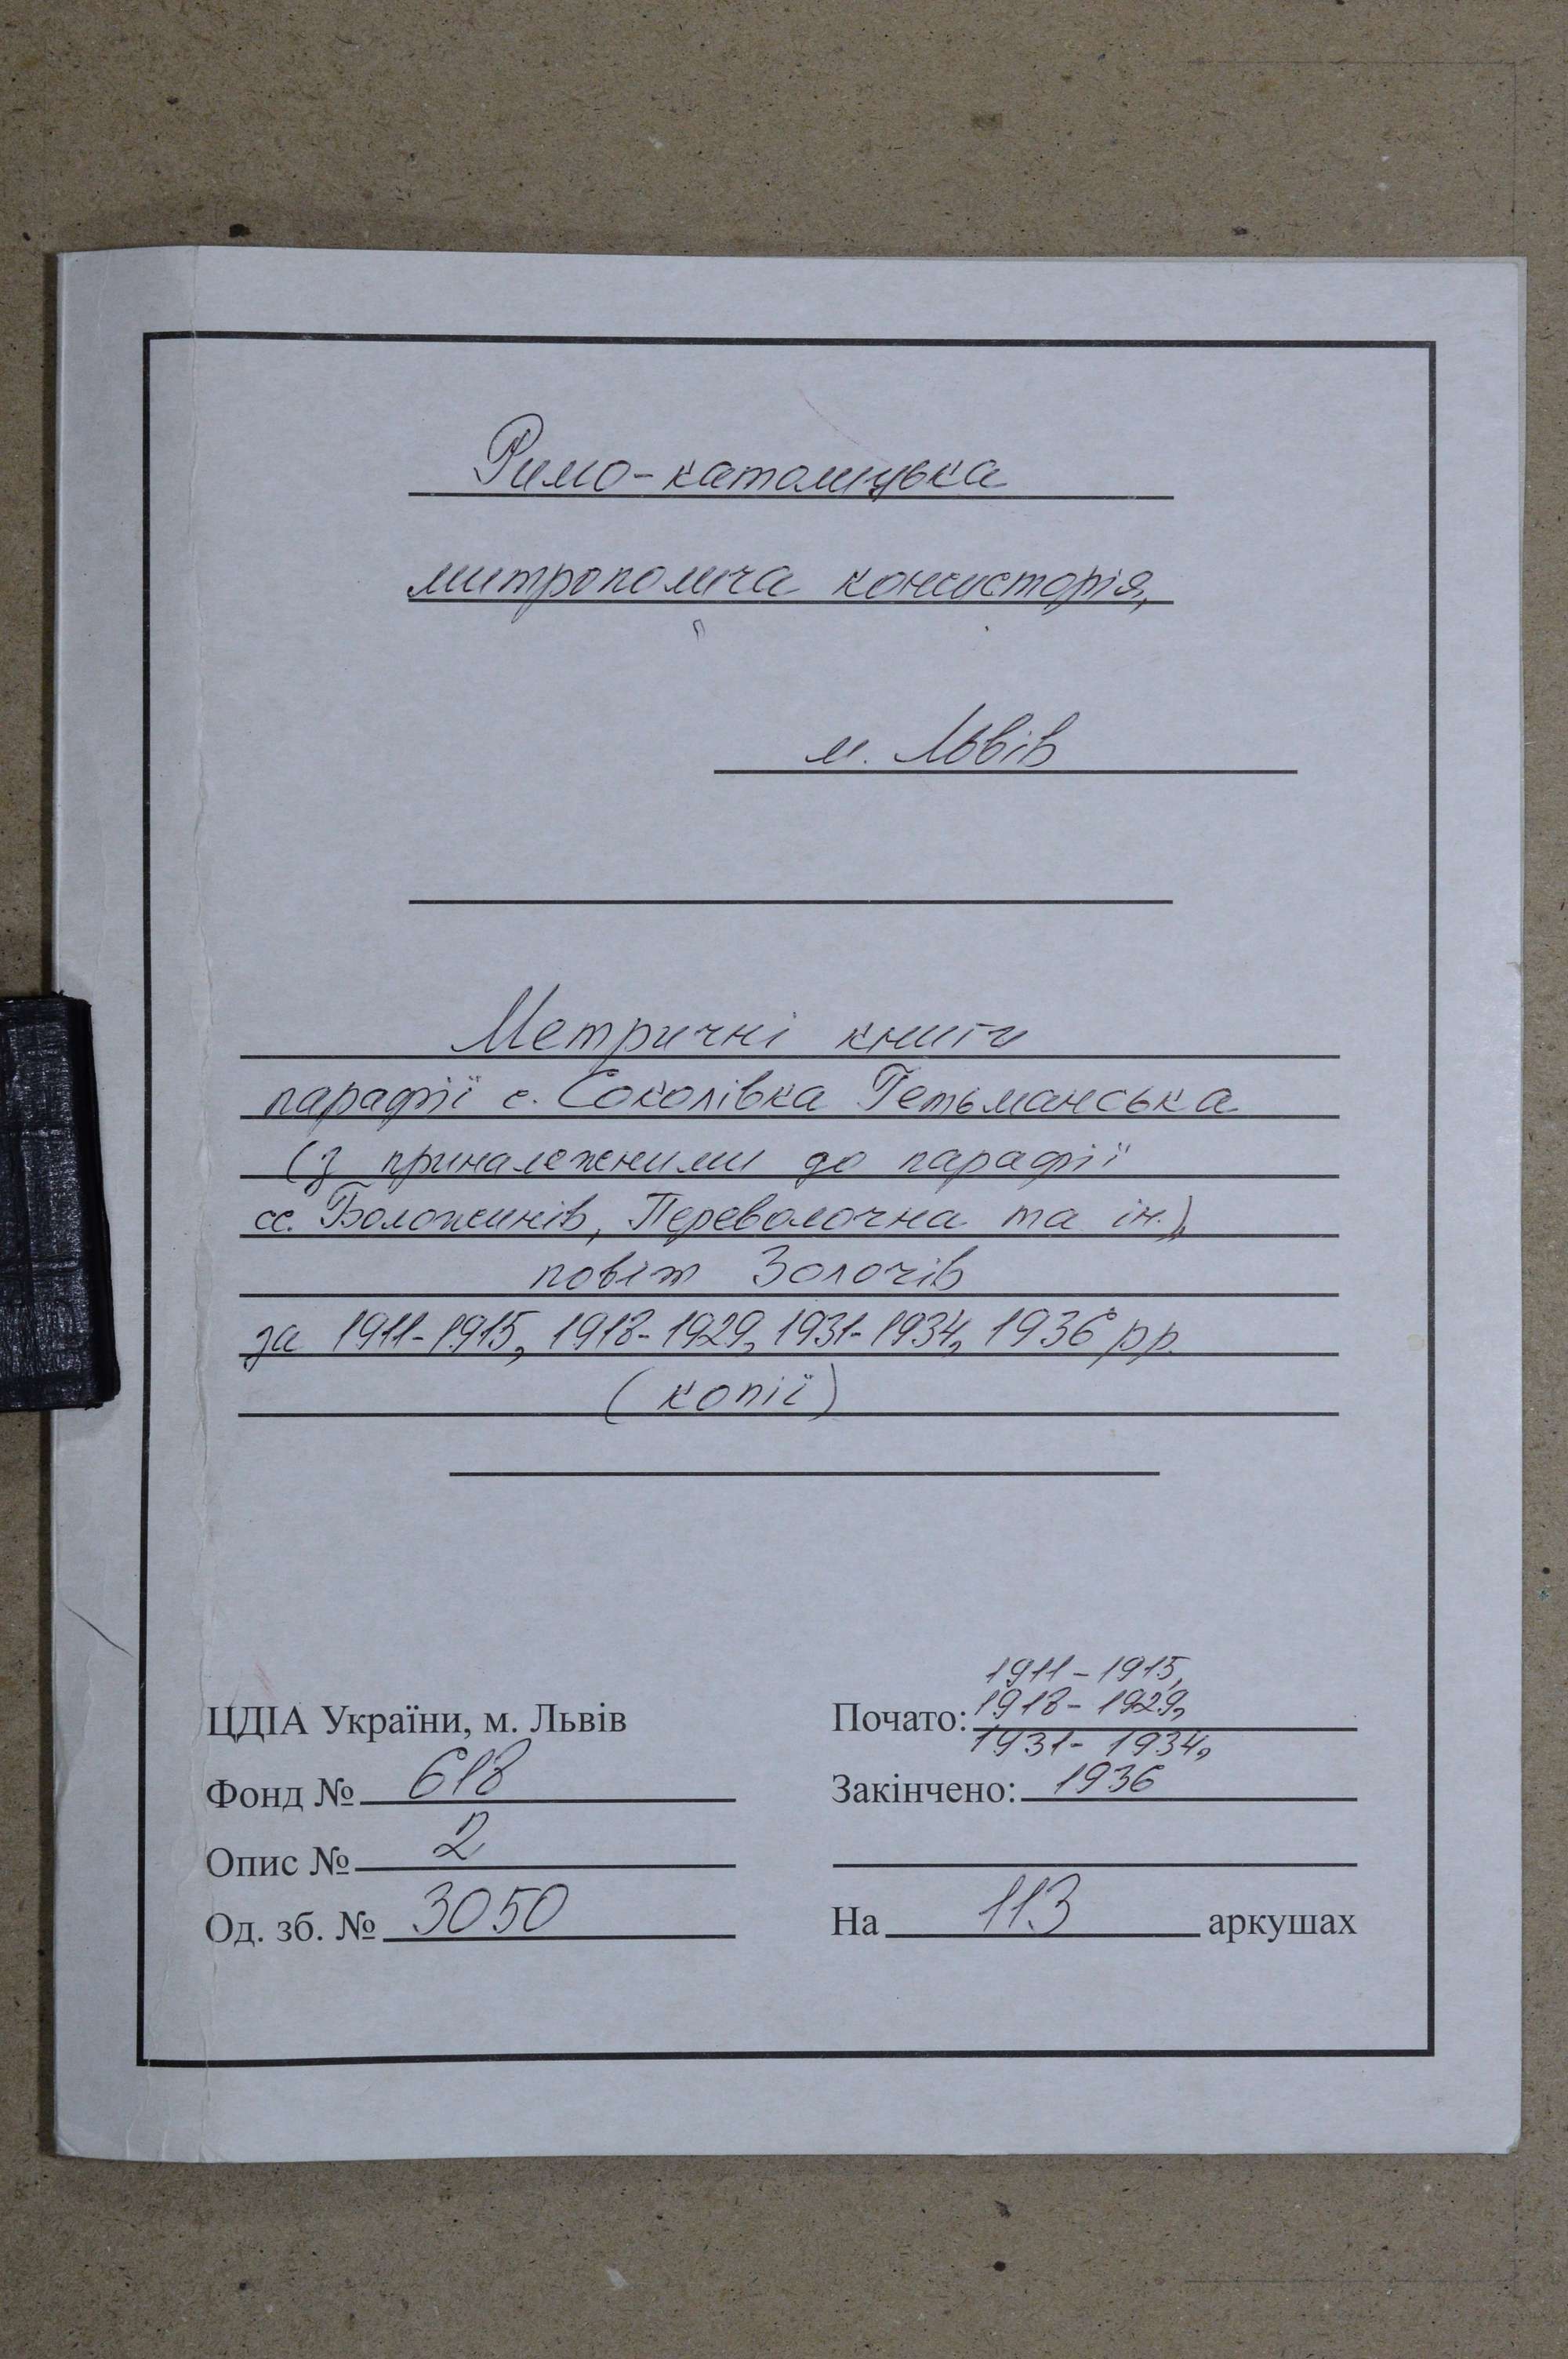 Римо-католицька
митрополича консисторія,
м. Львів
Метричні книги
парафії с. Соколівка Гетьманська
(з приналежними до парафії
сс. Боложинів, Переволочна та ін.),
повіт Золочів
за 1911-1915, 1918-1929, 1931-1934, 1936 рр.
(копії)
ЦДІА України, м. Львів
Фонд № 618
Опис № 2
Од. зб. № 3050
Почато: 1911-1915,
1918-1929,
1931-1934,
Закінчено: 1936
На 113 аркушах